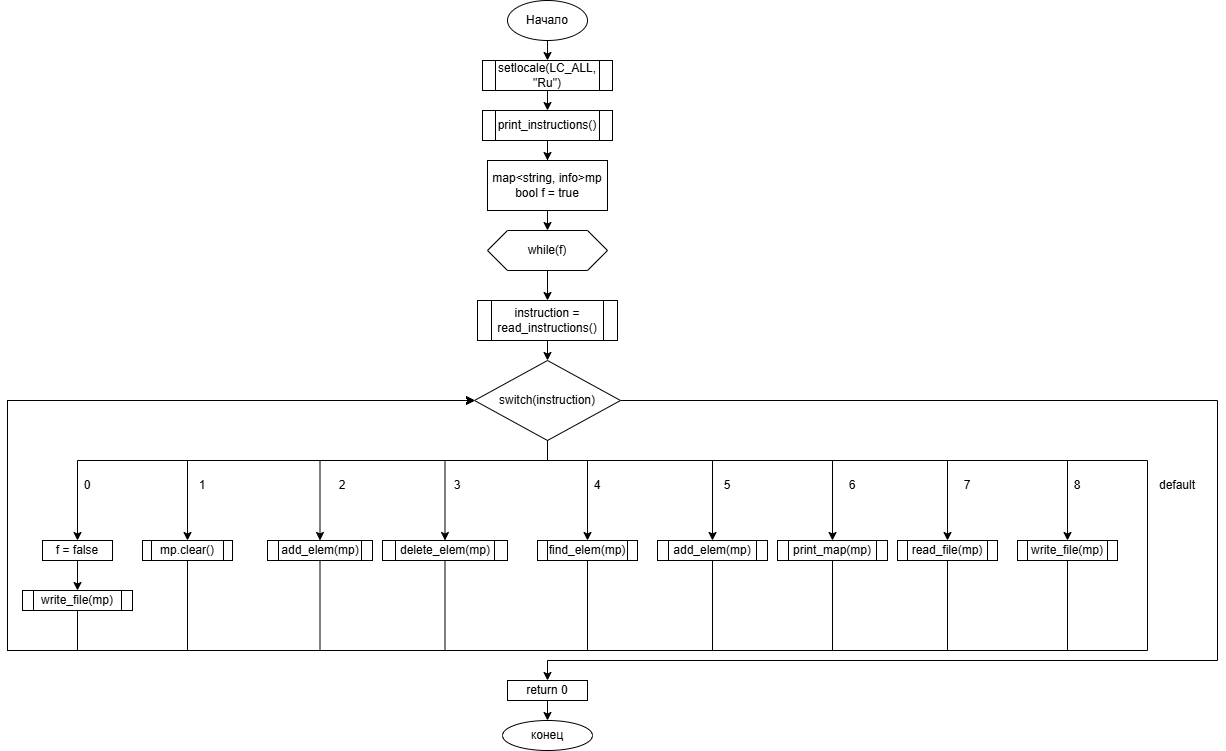 Начало
setlocale(LC_ALL,
"Ru")
print_instructions()
map<string, info>mp
bool f = true
while(f)
instruction =
read_instructions()
switch(instruction)
0
1
2
3
4
5
6
7
8
default
f = false
mp.clear()
add_elem(mp)
delete_elem(mp)
find_elem(mp)
add_elem(mp)
print_map(mp)
read_file(mp)
write_file(mp)
write_file(mp)
return 0
конец